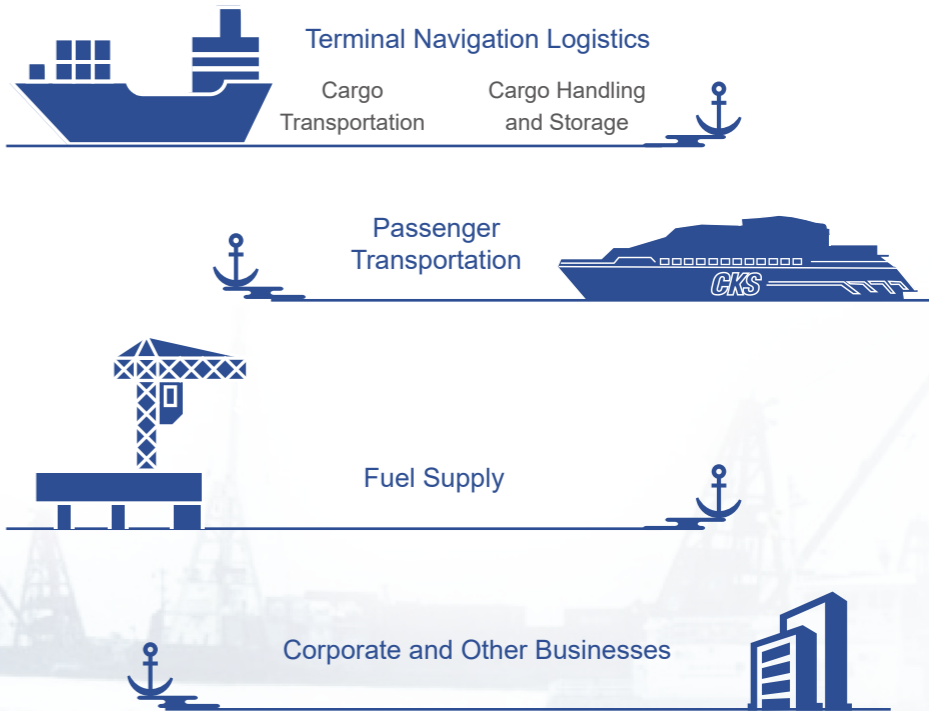 Terminal Navigation Logistics
Cargo
Transportation
Cargo Handling
and Storage
Passenger
Transportation
CKS
Fuel Supply
Corporate and Other Businesses